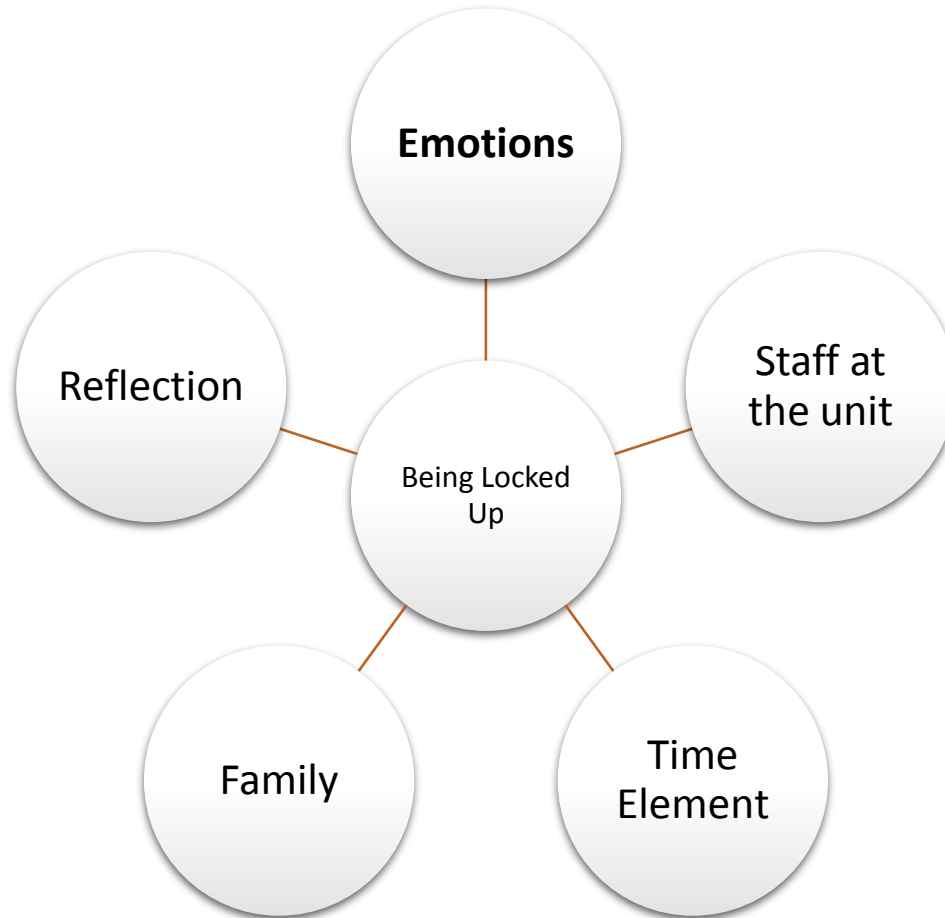 Emotions
Staff at
the unit
Reflection
Being Locked
Up
Family
Time
Element